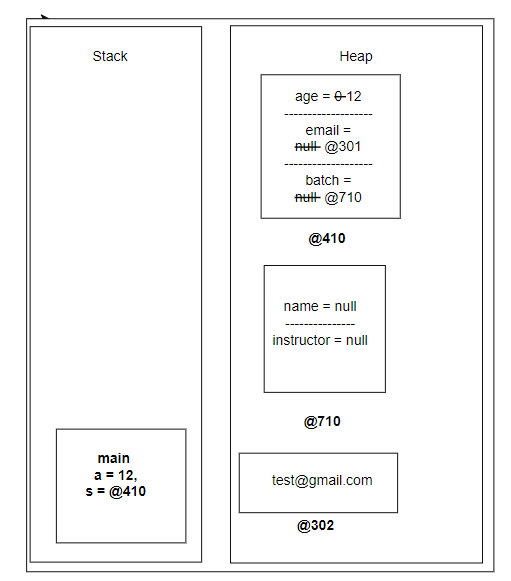 Stack
Heap
age = 0 12
-------------------
email =
null @301
-------------------
batch =
null @710
@410
name = null
---------------
instructor = null
@710
main
a = 12,
s = @410
test@gmail.com
@302